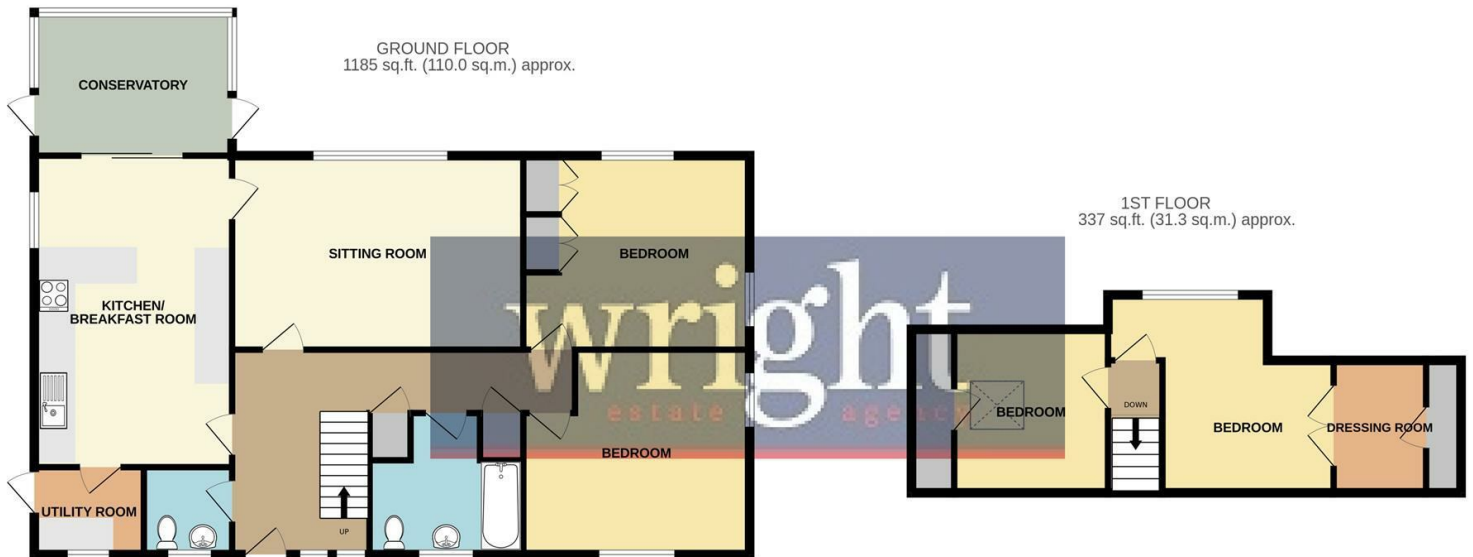 GROUND FLOOR
1185 sq.ft. (110.0 sq.m.) approx.
CONSERVATORY
1ST FLOOR
337 sq.ft. (31.3 sq.m.) approx.
SITTING ROOM
BEDROOM
KITCHEN/
BREAKFAST ROOM
wright
estate agency
BEDROOM
DOWN
BEDROOM
DRESSING ROOM
BEDROOM
UTILITY ROOM
UP